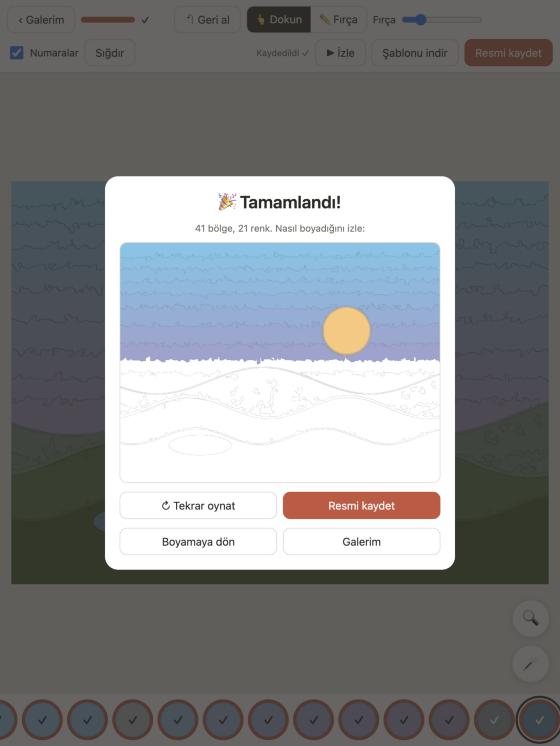 ‹ Galerim
✓
Geri al
Dokun
Fırça
Fırça
Numaralar
Sığdır
Kaydedildi ✓
▶ İzle
Şablonu indir
Resmi kaydet
🎉 Tamamlandı!
41 bölge, 21 renk. Nasıl boyadığını izle:
↻ Tekrar oynat
Resmi kaydet
Boyamaya dön
Galerim